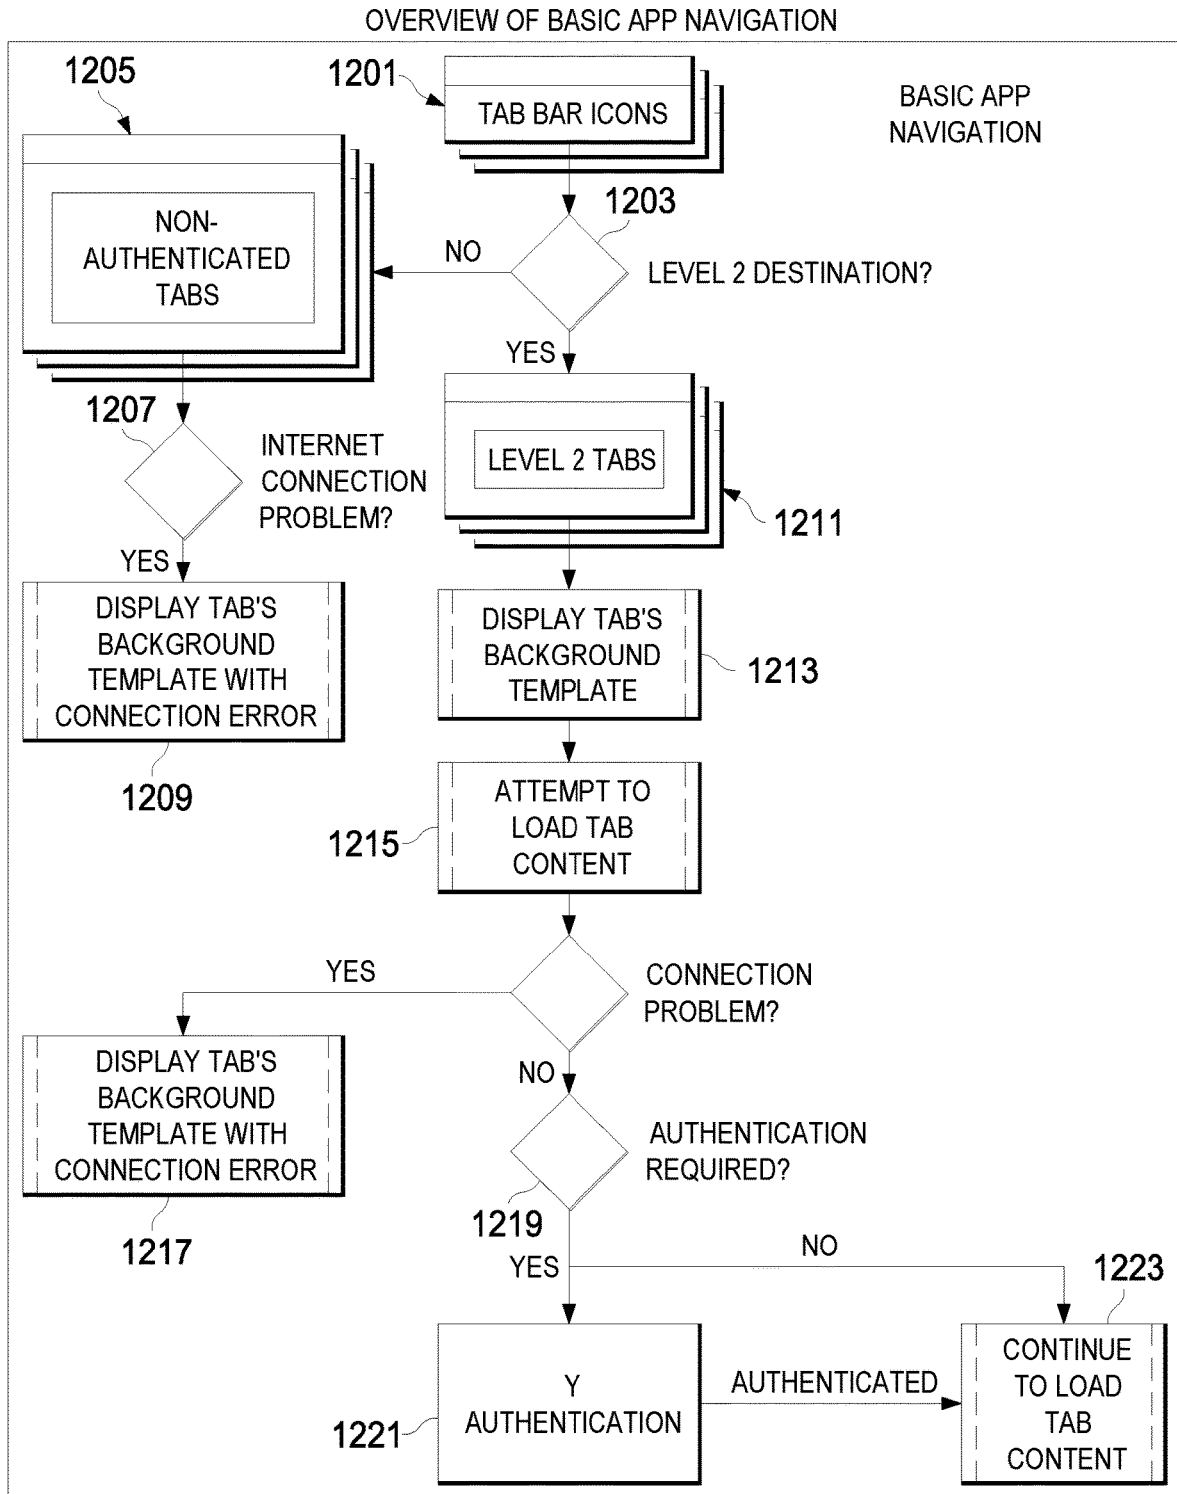 OVERVIEW OF BASIC APP NAVIGATION
BASIC APP
NAVIGATION
1201
TAB BAR ICONS
1205
NON-
AUTHENTICATED
TABS
1203
NO
LEVEL 2 DESTINATION?
YES
1207
INTERNET
CONNECTION
PROBLEM?
LEVEL 2 TABS
1211
YES
DISPLAY TAB'S
BACKGROUND
TEMPLATE WITH
CONNECTION ERROR
1209
DISPLAY TAB'S
BACKGROUND
TEMPLATE
1213
ATTEMPT TO
LOAD TAB
CONTENT
1215
YES
CONNECTION
PROBLEM?
DISPLAY TAB'S
BACKGROUND
TEMPLATE WITH
CONNECTION ERROR
1217
NO
AUTHENTICATION
REQUIRED?
1219
YES
NO
1223
Y
AUTHENTICATION
1221
AUTHENTICATED
CONTINUE
TO LOAD
TAB
CONTENT